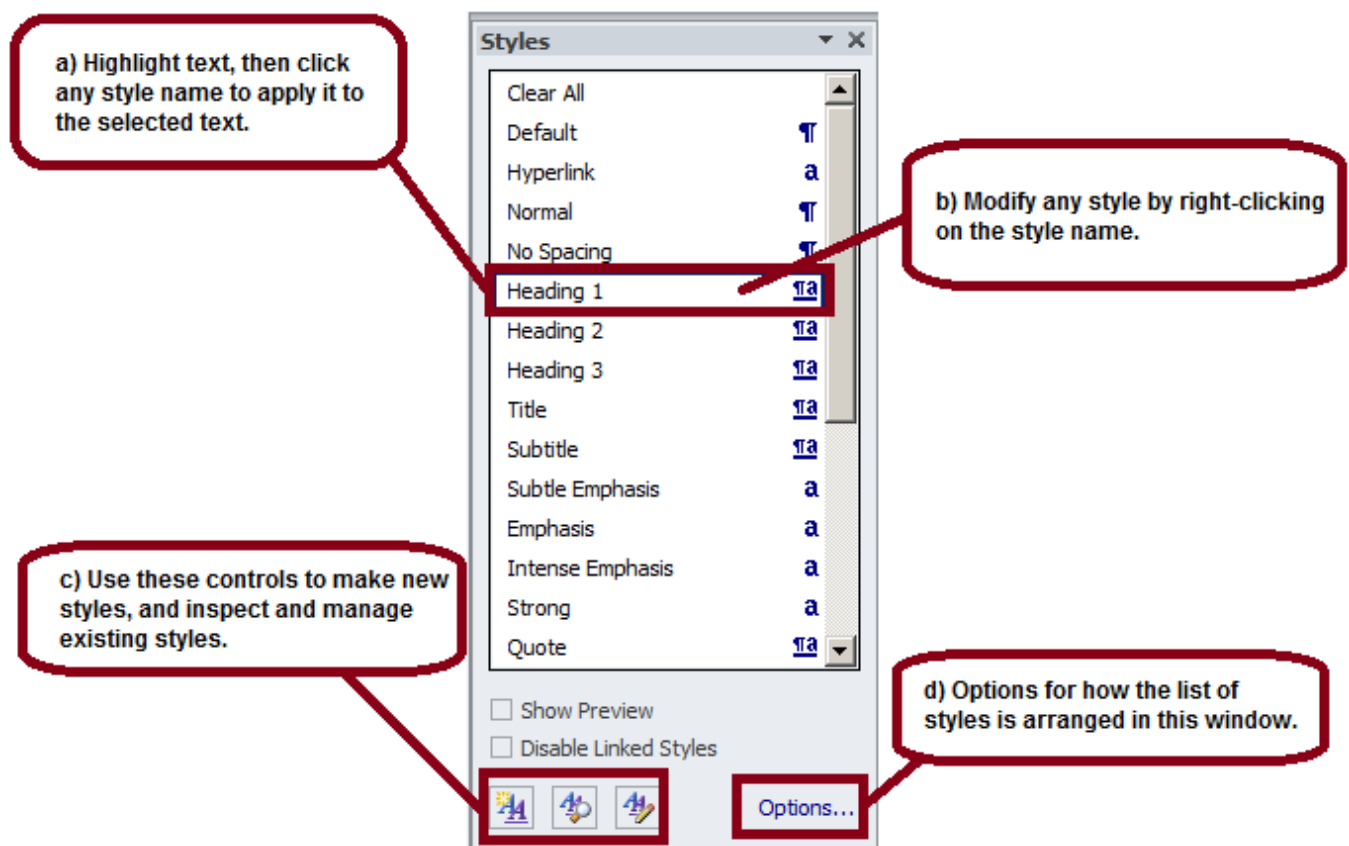 Styles
a) Highlight text, then click
any style name to apply it to
the selected text.
Clear All
Default ¶
Hyperlink a
Normal ¶
No Spacing ¶
Heading 1 ¶a
Heading 2 ¶a
Heading 3 ¶a
Title ¶a
Subtitle ¶a
Subtle Emphasis a
Emphasis a
Intense Emphasis a
Strong a
Quote ¶a
b) Modify any style by right-clicking
on the style name.
c) Use these controls to make new
styles, and inspect and manage
existing styles.
Show Preview
Disable Linked Styles
d) Options for how the list of
styles is arranged in this window.
Options...